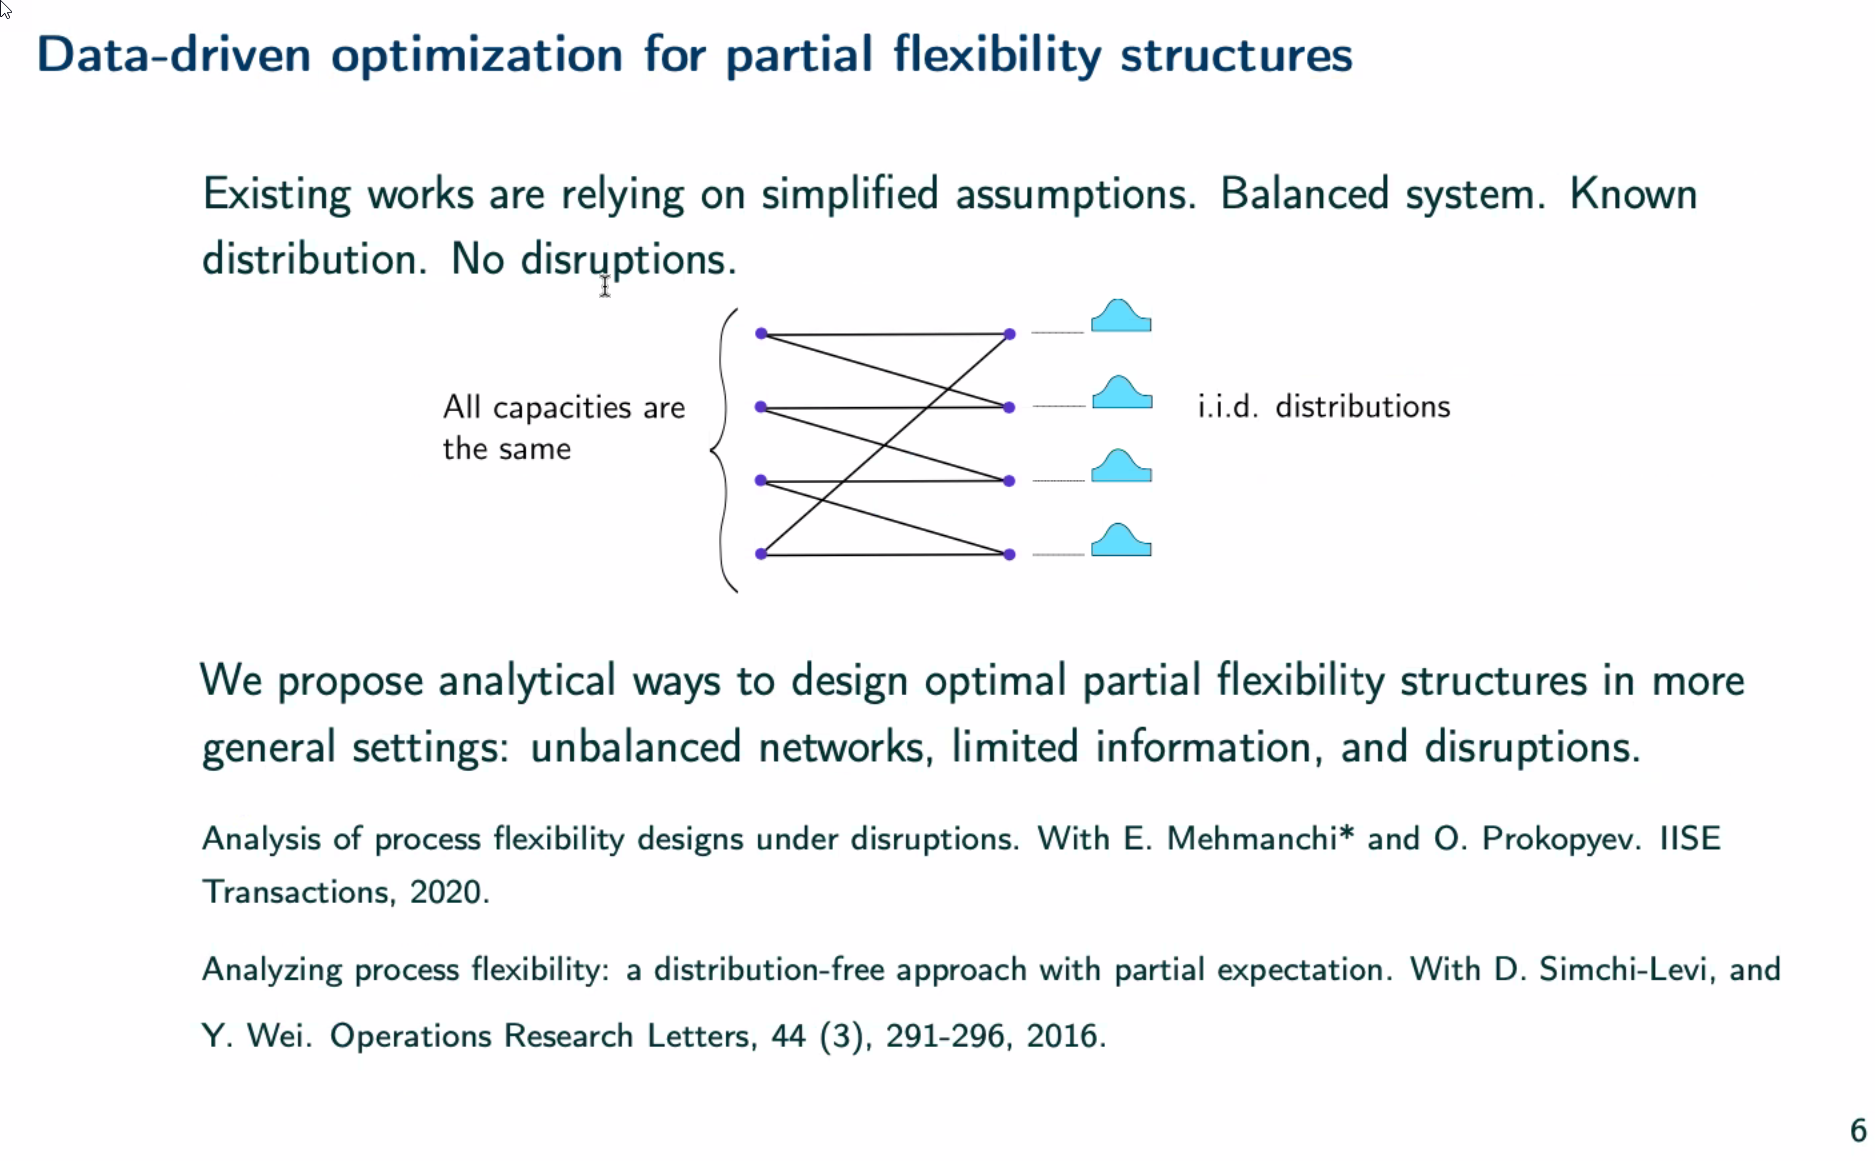 Data-driven optimization for partial flexibility structures
Existing works are relying on simplified assumptions. Balanced system. Known
distribution. No disruptions.
All capacities are
the same
i.i.d. distributions
We propose analytical ways to design optimal partial flexibility structures in more
general settings: unbalanced networks, limited information, and disruptions.
Analysis of process flexibility designs under disruptions. With E. Mehmanchi* and O. Prokopyev. IISE
Transactions, 2020.
Analyzing process flexibility: a distribution-free approach with partial expectation. With D. Simchi-Levi, and
Y. Wei. Operations Research Letters, 44 (3), 291-296, 2016.
6